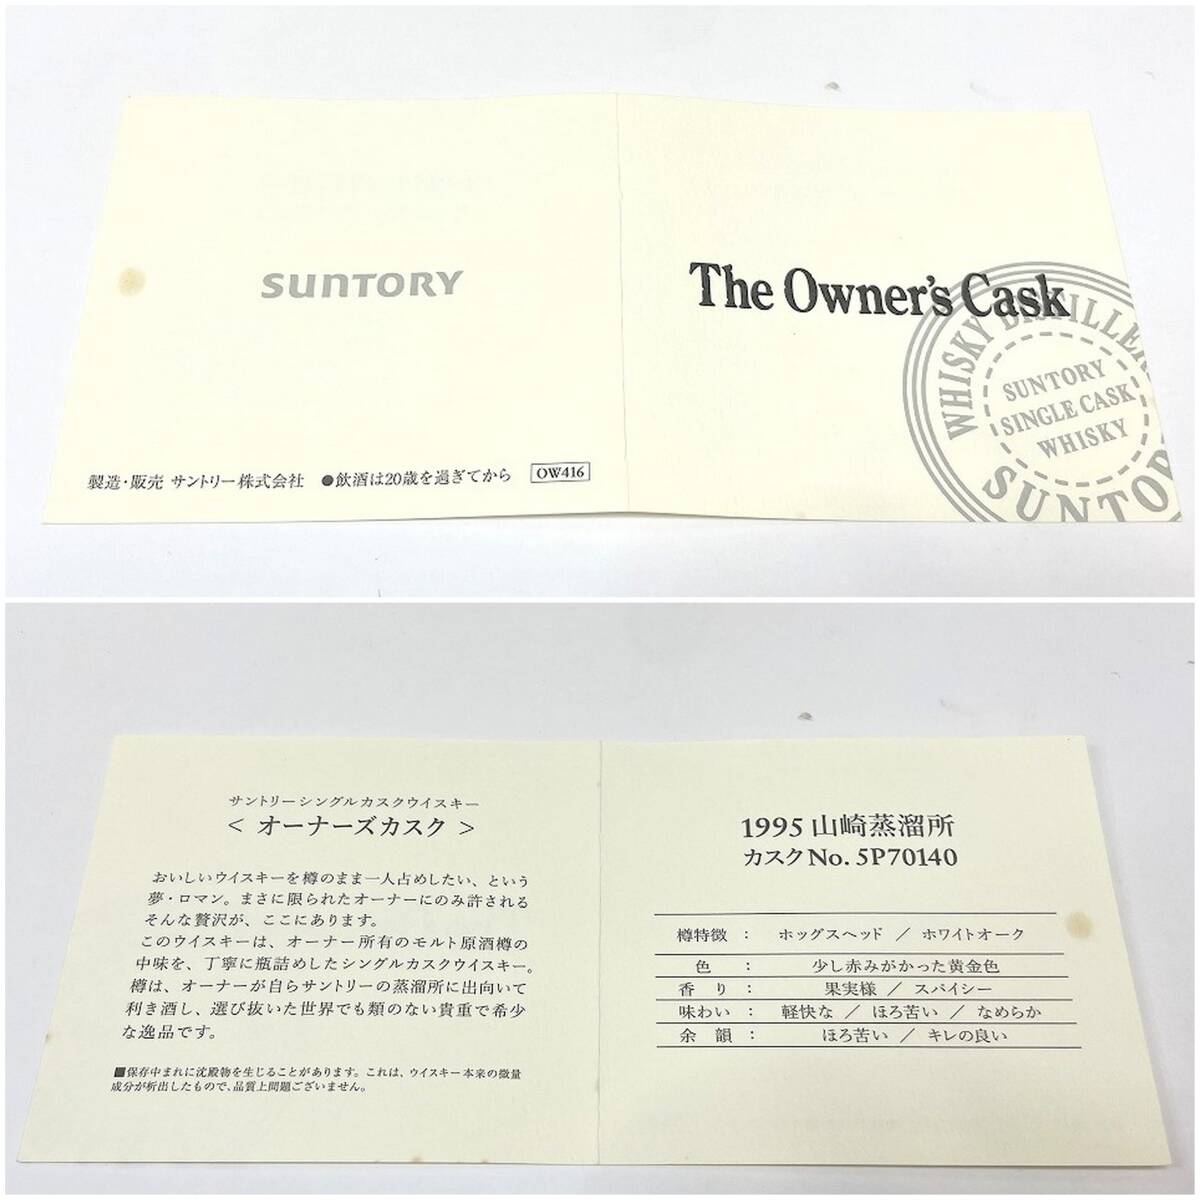 SUNTORY
製造・販売 サントリー株式会社 ●飲酒は20歳を過ぎてから OW416
The Owner's Cask
WHISKY DISTILLER
SUNTORY
SINGLE CASK
WHISKY
SUNTOR
サントリーシングルカスクウイスキー
< オーナーズカスク >
おいしいウイスキーを樽のまま一人占めしたい、という
夢・ロマン。まさに限られたオーナーにのみ許される
そんな贅沢が、ここにあります。
このウイスキーは、オーナー所有のモルト原酒樽の
中味を、丁寧に瓶詰めしたシングルカスクウイスキー。
樽は、オーナーが自らサントリーの蒸溜所に出向いて
利き酒し、選び抜いた世界でも類のない貴重で希少
な逸品です。
■保存中まれに沈殿物を生じることがあります。これは、ウイスキー本来の微量
成分が析出したもので、品質上問題ございません。
1995 山崎蒸溜所
カスクNo. 5P70140
樽特徴 : ホッグスヘッド / ホワイトオーク
色 : 少し赤みがかった黄金色
香り : 果実様 / スパイシー
味わい : 軽快な / ほろ苦い / なめらか
余韻 : ほろ苦い / キレの良い